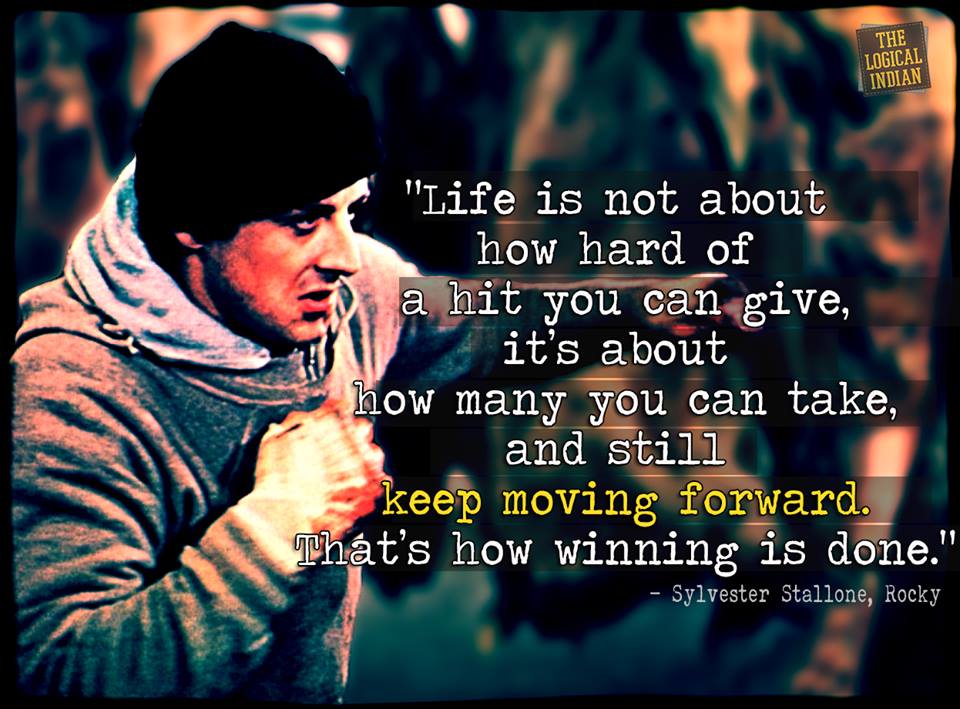 THE
LOGICAL
INDIAN
"Life is not about
how hard of
a hit you can give,
it's about
how many you can take,
and still
keep moving forward.
That's how winning is done."
- Sylvester Stallone, Rocky